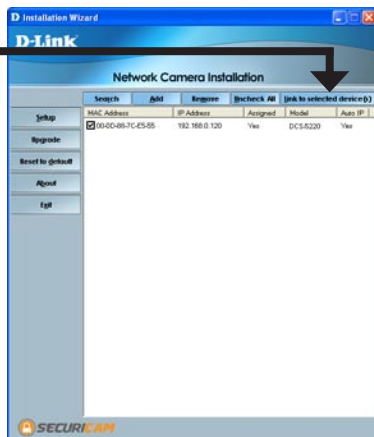 D Installation Wizard
D-Link
Network Camera Installation
Search Add Remove Uncheck All Link to selected device(s)
MAC Address IP Address Assigned Model Auto IP
00-0D-88-7C-E5-55 192.168.0.120 Yes DCS-5220 Yes
Setup
Upgrade
Reset to default
About
Exit
SECURICAM